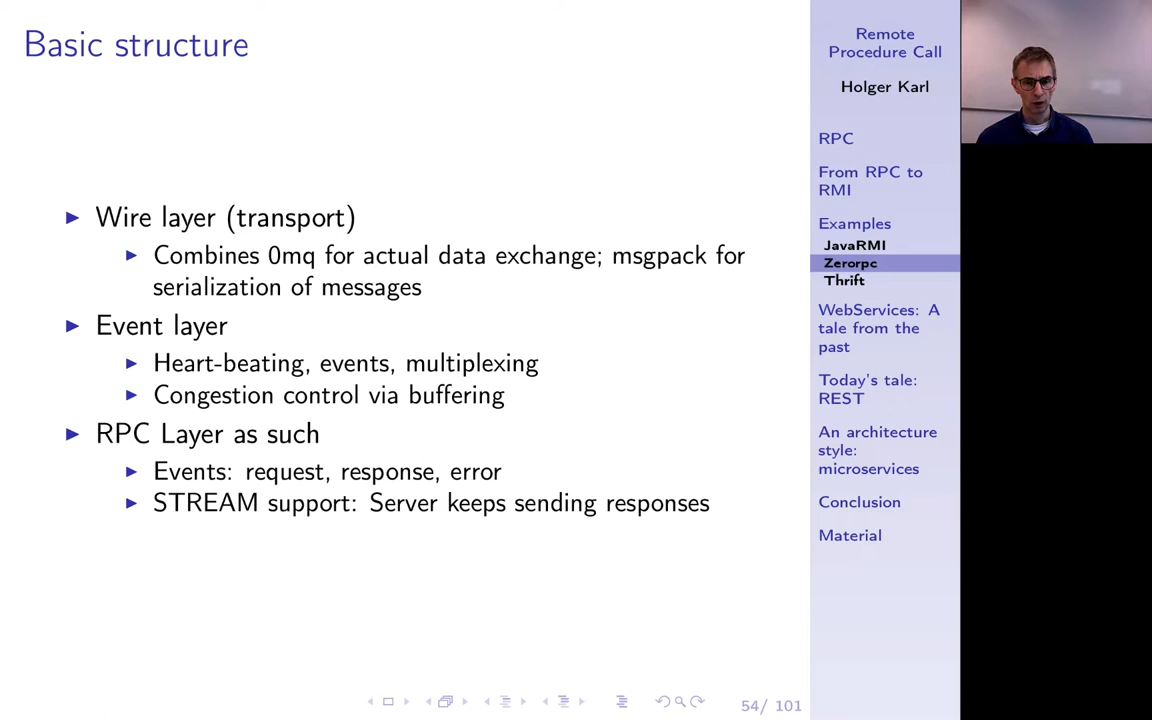 Basic structure
Wire layer (transport)
Combines 0mq for actual data exchange; msgpack for
serialization of messages
Event layer
Heart-beating, events, multiplexing
Congestion control via buffering
RPC Layer as such
Events: request, response, error
STREAM support: Server keeps sending responses
54/ 101
Remote
Procedure Call
Holger Karl
RPC
From RPC to
RMI
Examples
JavaRMI
Zerorpc
Thrift
WebServices: A
tale from the
past
Today's tale:
REST
An architecture
style:
microservices
Conclusion
Material